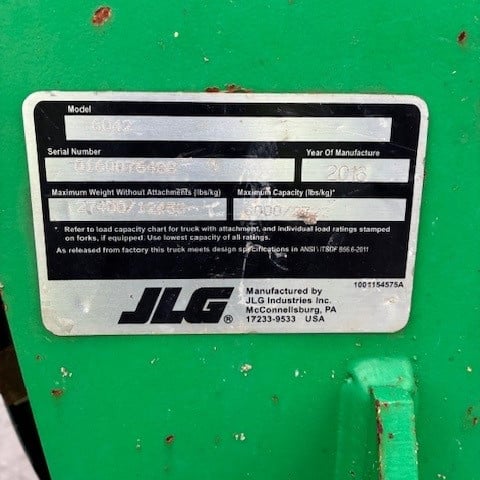 Model
6042
Serial Number
Year Of Manufacture
2016
Maximum Weight Without Attachments (lbs/kg)
Maximum Capacity (lbs/kg)*
* Refer to load capacity chart for truck with attachment, and individual load ratings stamped
on forks, if equipped. Use lowest capacity of all ratings.
As released from factory this truck meets design specifications in ANSI \ ITSDF B56.6-2011
1001154575A
JLG®
Manufactured by
JLG Industries Inc.
McConnellsburg, PA
17233-9533 USA